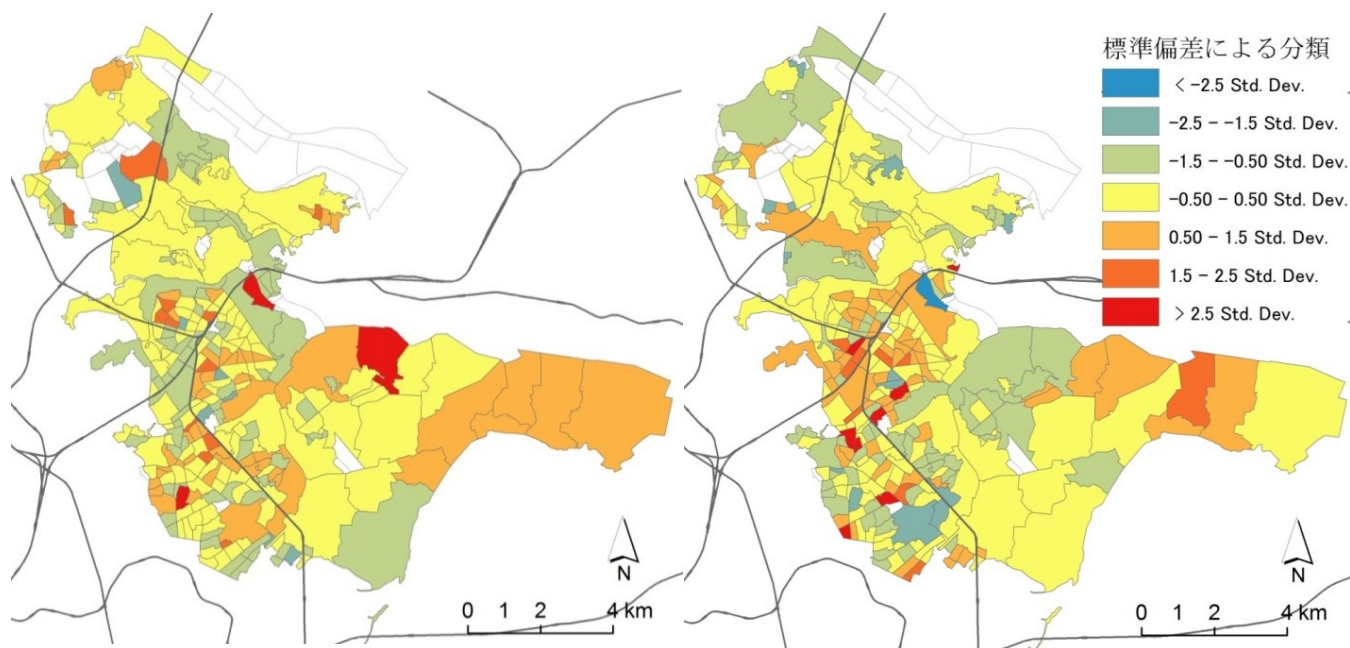 標準偏差による分類
< -2.5 Std. Dev.
-2.5 - -1.5 Std. Dev.
-1.5 - -0.50 Std. Dev.
-0.50 - 0.50 Std. Dev.
0.50 - 1.5 Std. Dev.
1.5 - 2.5 Std. Dev.
> 2.5 Std. Dev.
N
0 1 2 4 km
N
0 1 2 4 km